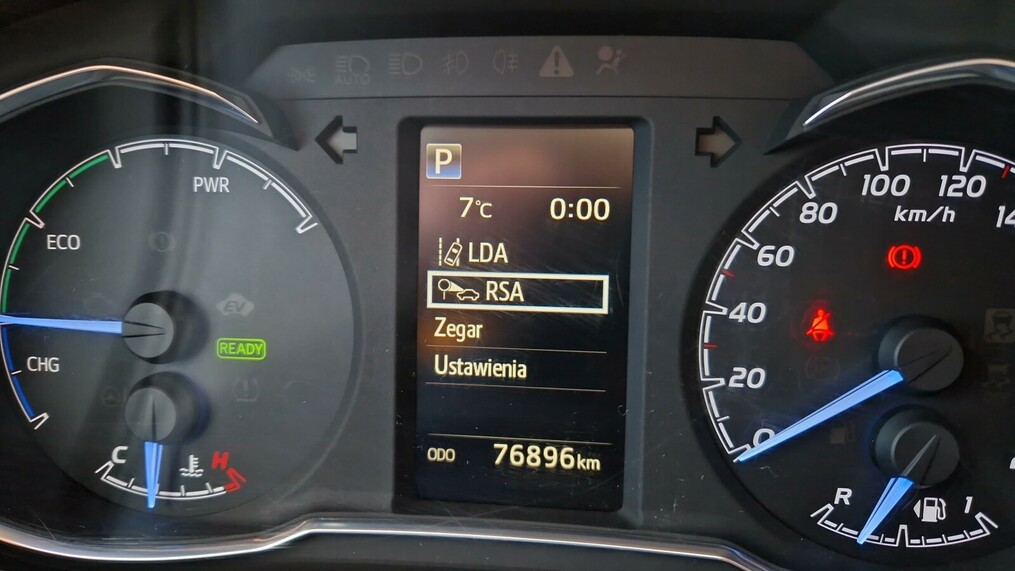 AUTO
PWR
ECO
EV
READY
CHG
C
H
P
7°C 0:00
LDA
RSA
Zegar
Ustawienia
ODO 76896km
0
20
40
60
80
100
120
km/h
R
1